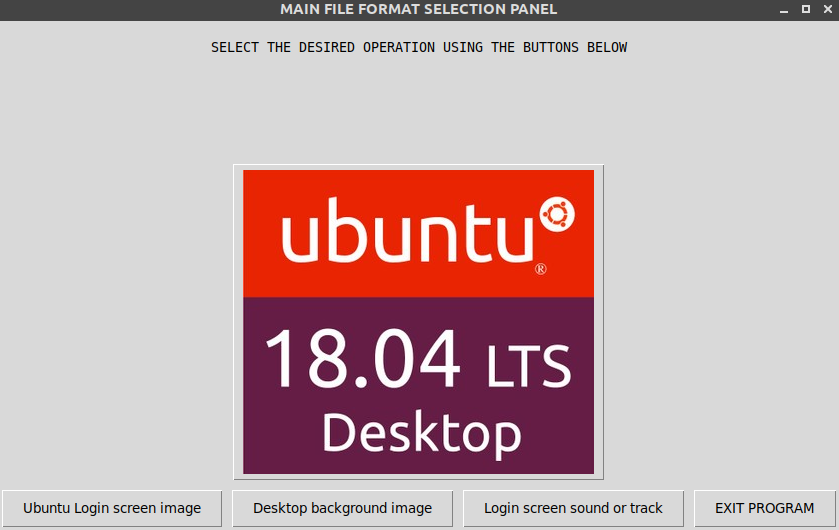 MAIN FILE FORMAT SELECTION PANEL
SELECT THE DESIRED OPERATION USING THE BUTTONS BELOW
ubuntu®
18.04 LTS
Desktop
Ubuntu Login screen image
Desktop background image
Login screen sound or track
EXIT PROGRAM